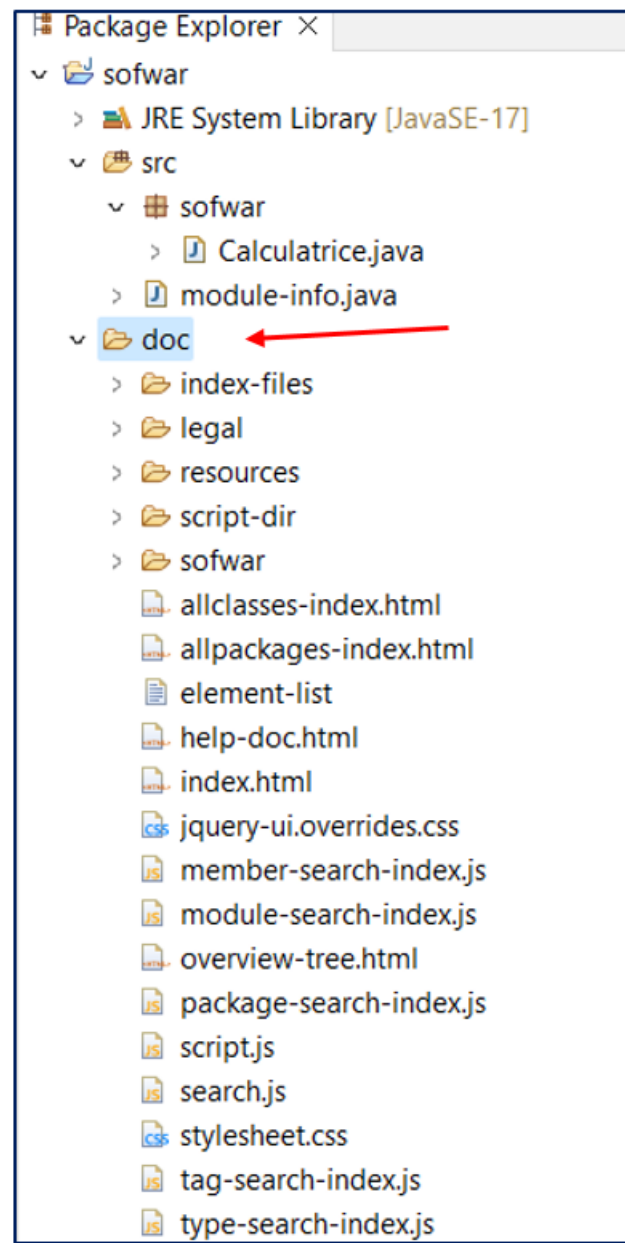 Package Explorer ×
sofwar
JRE System Library [JavaSE-17]
src
sofwar
Calculatrice.java
module-info.java
doc
index-files
legal
resources
script-dir
sofwar
allclasses-index.html
allpackages-index.html
element-list
help-doc.html
index.html
jquery-ui.overrides.css
member-search-index.js
module-search-index.js
overview-tree.html
package-search-index.js
script.js
search.js
stylesheet.css
tag-search-index.js
type-search-index.js